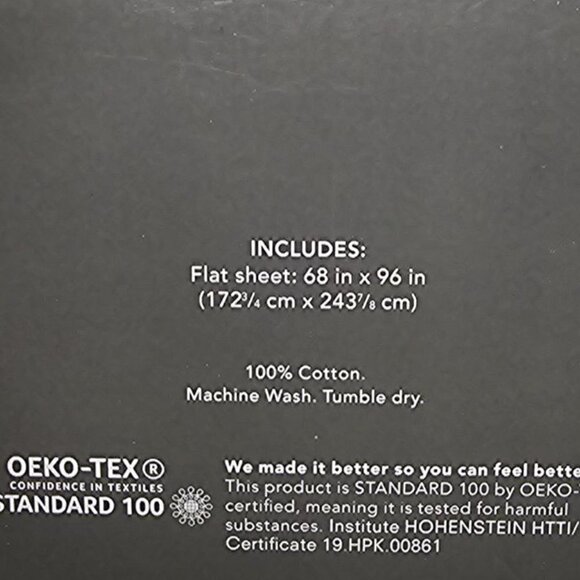 INCLUDES:
Flat sheet: 68 in x 96 in
(172¾ cm x 243⅞ cm)
100% Cotton.
Machine Wash. Tumble dry.
OEKO-TEX®
CONFIDENCE IN TEXTILES
STANDARD 100
We made it better so you can feel bette
This product is STANDARD 100 by OEKO-
certified, meaning it is tested for harmful
substances. Institute HOHENSTEIN HTTI/
Certificate 19.HPK.00861